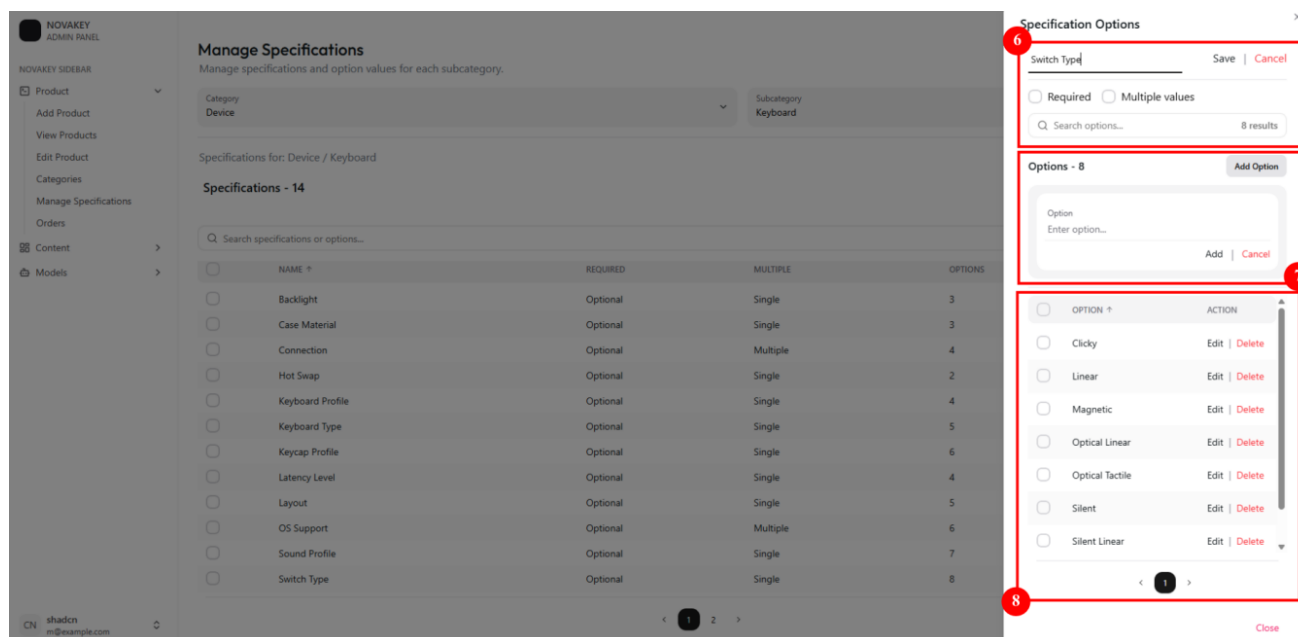 NOVAKEY
ADMIN PANEL
NOVAKEY SIDEBAR
Product
Add Product
View Products
Edit Product
Categories
Manage Specifications
Orders
Content
Models
CN shadcn
m@example.com
Manage Specifications
Manage specifications and option values for each subcategory.
Category
Device
Subcategory
Keyboard
Specifications for: Device / Keyboard
Specifications - 14
Search specifications or options...
NAME ↑ REQUIRED MULTIPLE OPTIONS
Backlight Optional Single 3
Case Material Optional Single 3
Connection Optional Multiple 4
Hot Swap Optional Single 2
Keyboard Profile Optional Single 4
Keyboard Type Optional Single 5
Keycap Profile Optional Single 6
Latency Level Optional Single 4
Layout Optional Single 5
OS Support Optional Multiple 6
Sound Profile Optional Single 7
Switch Type Optional Single 8
< 1 2 >
Specification Options
6
Switch Type Save | Cancel
Required Multiple values
Search options... 8 results
Options - 8 Add Option
Option
Enter option...
Add | Cancel
7
OPTION ↑ ACTION
Clicky Edit | Delete
Linear Edit | Delete
Magnetic Edit | Delete
Optical Linear Edit | Delete
Optical Tactile Edit | Delete
Silent Edit | Delete
Silent Linear Edit | Delete
< 1 >
8
Close